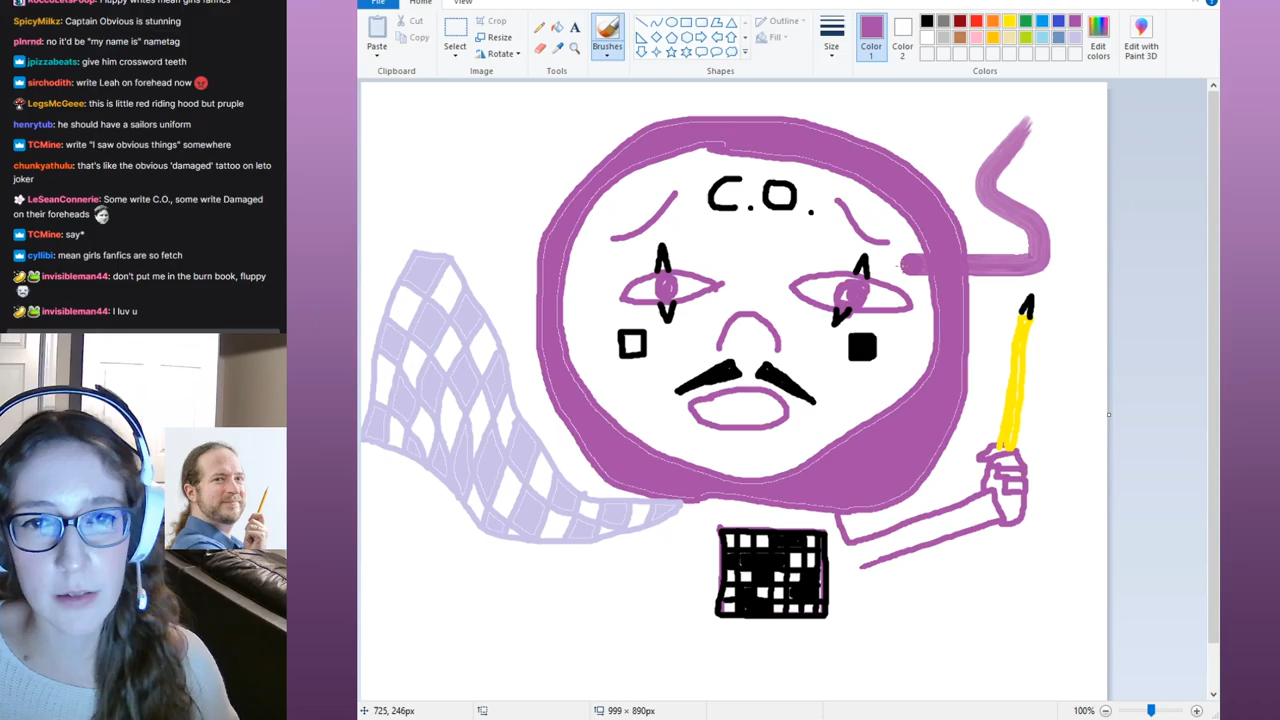 RoccoLetsPoop: Fluppy writes mean girls fanfics
SpicyMilkz: Captain Obvious is stunning
plnrnd: no it'd be "my name is" nametag
jpizzabeats: give him crossword teeth
sirchodith: write Leah on forehead now
LegsMcGeee: this is little red riding hood but pruple
henrytub: he should have a sailors uniform
TCMine: write "I saw obvious things" somewhere
chunkyathulu: that's like the obvious 'damaged' tattoo on leto
joker
LeSeanConnerie: Some write C.O., some write Damaged
on their foreheads
TCMine: say*
cyllibi: mean girls fanfics are so fetch
invisibleman44: don't put me in the burn book, fluppy
invisibleman44: I luv u
File
Home
View
Paste
Cut
Copy
Clipboard
Select
Crop
Resize
Rotate
Image
Tools
Brushes
Shapes
Outline
Fill
Size
Color
1
Color
2
Edit
colors
Colors
Edit with
Paint 3D
C.O.
725, 246px
999 × 890px
100%